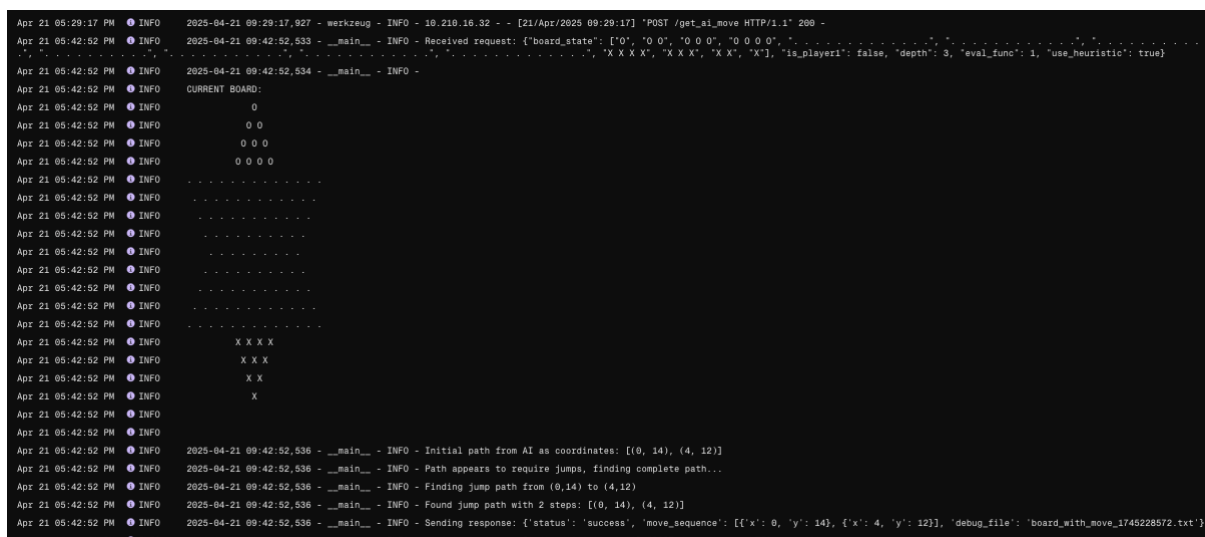 Apr 21 05:29:17 PM INFO 2025-04-21 09:29:17,927 - werkzeug - INFO - 10.210.16.32 - - [21/Apr/2025 09:29:17] "POST /get_ai_move HTTP/1.1" 200 -
Apr 21 05:42:52 PM INFO 2025-04-21 09:42:52,533 - __main__ - INFO - Received request: {"board_state": ["O", "O O", "O O O", "O O O O", ". . . . . . . . . . . . .", ". . . . . . . . . . . .", ". . . . . . . . . .
.", ". . . . . . . . . .", ". . . . . . . . .", ". . . . . . . . . .", ". . . . . . . . . . .", ". . . . . . . . . . . .", ". . . . . . . . . . . . .", "X X X X", "X X X", "X X", "X"], "is_player1": false, "depth": 3, "eval_func": 1, "use_heuristic": true}
Apr 21 05:42:52 PM INFO 2025-04-21 09:42:52,534 - __main__ - INFO -
Apr 21 05:42:52 PM INFO CURRENT BOARD:
Apr 21 05:42:52 PM INFO O
Apr 21 05:42:52 PM INFO O O
Apr 21 05:42:52 PM INFO O O O
Apr 21 05:42:52 PM INFO O O O O
Apr 21 05:42:52 PM INFO . . . . . . . . . . . . .
Apr 21 05:42:52 PM INFO . . . . . . . . . . . .
Apr 21 05:42:52 PM INFO . . . . . . . . . . .
Apr 21 05:42:52 PM INFO . . . . . . . . . .
Apr 21 05:42:52 PM INFO . . . . . . . . .
Apr 21 05:42:52 PM INFO . . . . . . . . . .
Apr 21 05:42:52 PM INFO . . . . . . . . . . .
Apr 21 05:42:52 PM INFO . . . . . . . . . . . .
Apr 21 05:42:52 PM INFO . . . . . . . . . . . . .
Apr 21 05:42:52 PM INFO X X X X
Apr 21 05:42:52 PM INFO X X X
Apr 21 05:42:52 PM INFO X X
Apr 21 05:42:52 PM INFO X
Apr 21 05:42:52 PM INFO
Apr 21 05:42:52 PM INFO
Apr 21 05:42:52 PM INFO 2025-04-21 09:42:52,536 - __main__ - INFO - Initial path from AI as coordinates: [(0, 14), (4, 12)]
Apr 21 05:42:52 PM INFO 2025-04-21 09:42:52,536 - __main__ - INFO - Path appears to require jumps, finding complete path...
Apr 21 05:42:52 PM INFO 2025-04-21 09:42:52,536 - __main__ - INFO - Finding jump path from (0,14) to (4,12)
Apr 21 05:42:52 PM INFO 2025-04-21 09:42:52,536 - __main__ - INFO - Found jump path with 2 steps: [(0, 14), (4, 12)]
Apr 21 05:42:52 PM INFO 2025-04-21 09:42:52,536 - __main__ - INFO - Sending response: {'status': 'success', 'move_sequence': [{'x': 0, 'y': 14}, {'x': 4, 'y': 12}], 'debug_file': 'board_with_move_1745228572.txt'}